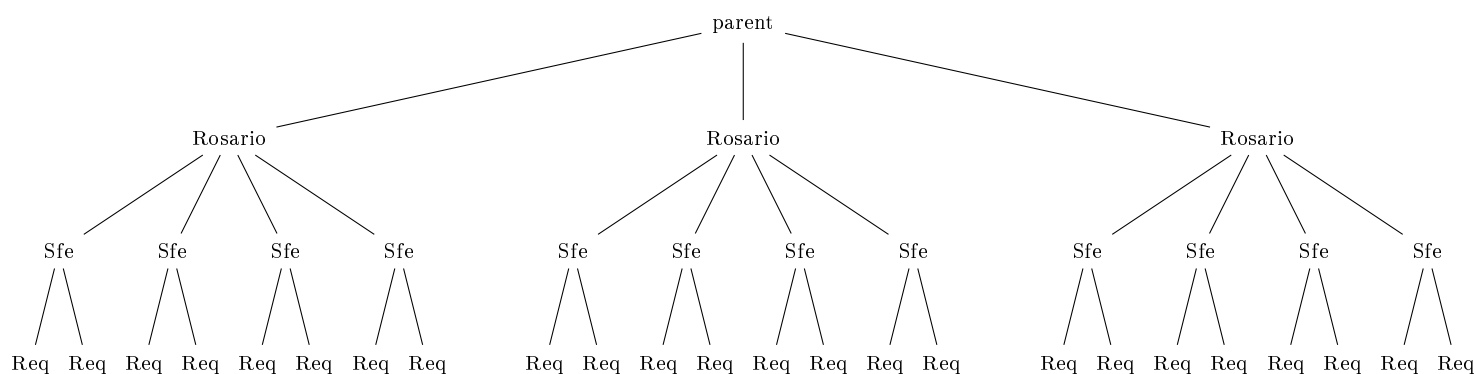 parent
Rosario Rosario Rosario
Sfe Sfe Sfe Sfe Sfe Sfe Sfe Sfe Sfe Sfe Sfe Sfe
Req Req Req Req Req Req Req Req Req Req Req Req Req Req Req Req Req Req Req Req Req Req Req Req